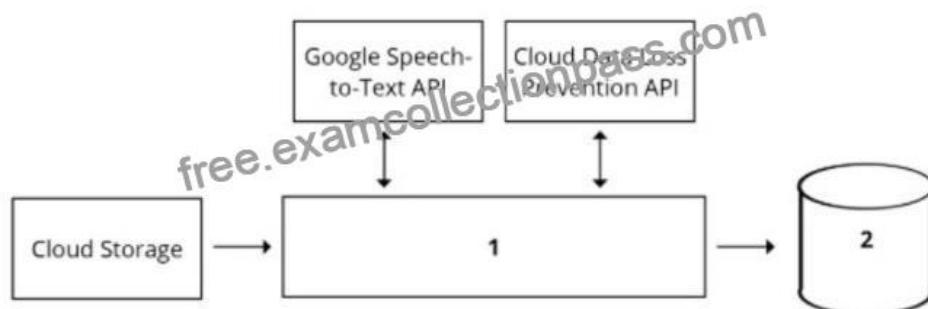 Google Speech-
to-Text API
Cloud Data Loss
Prevention API
free.examcollectionpass.com
Cloud Storage
1
2